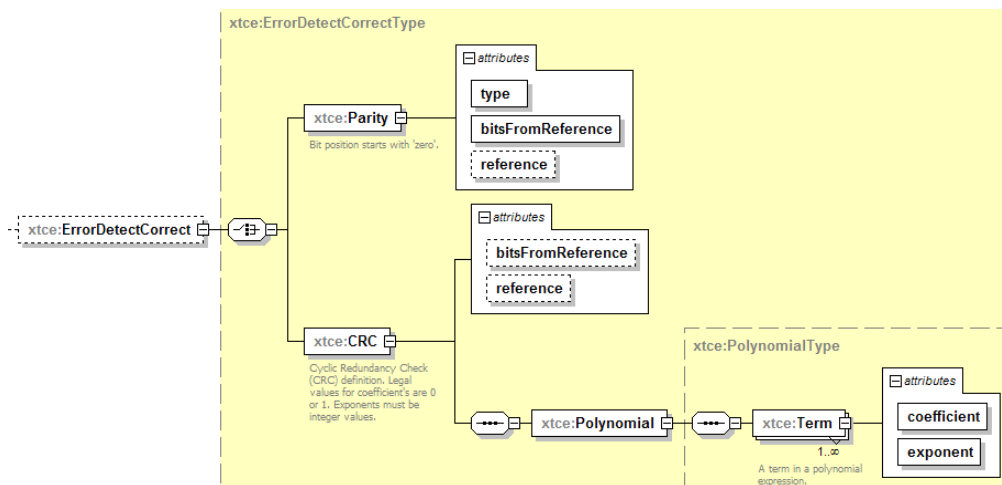 xtce:ErrorDetectCorrectType
attributes
type
xtce:Parity
bitsFromReference
Bit position starts with 'zero'.
reference
xtce:ErrorDetectCorrect
attributes
bitsFromReference
reference
xtce:CRC
Cyclic Redundancy Check
(CRC) definition. Legal
values for coefficient's are 0
or 1. Exponents must be
integer values.
xtce:PolynomialType
attributes
coefficient
xtce:Polynomial
xtce:Term
1..∞
exponent
A term in a polynomial
expression.